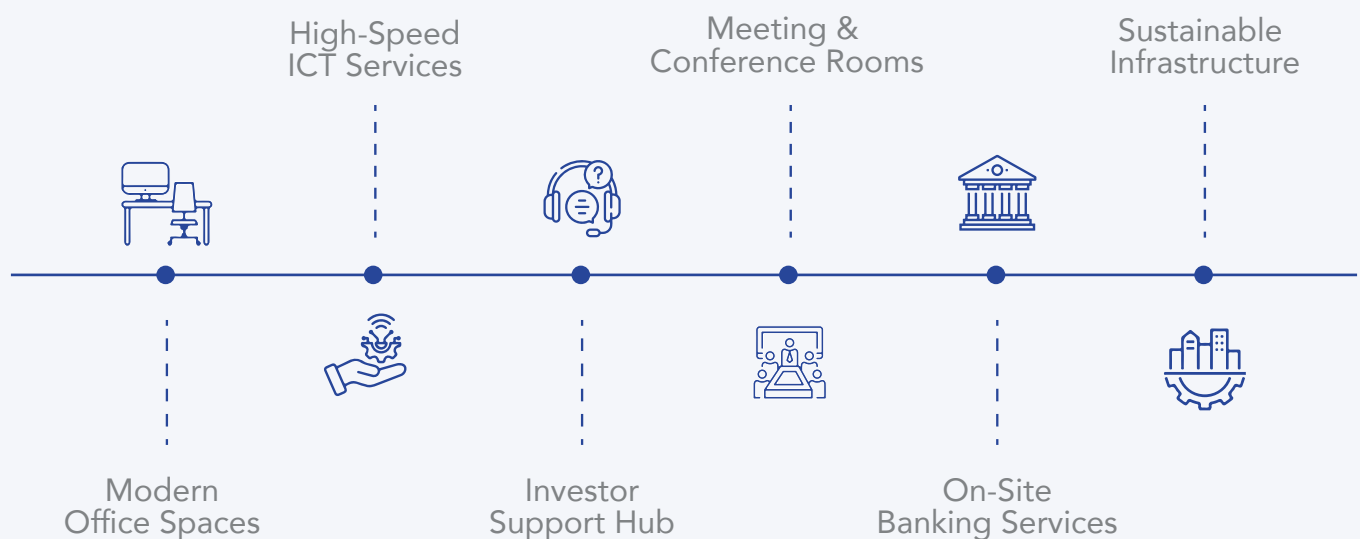 High-Speed
ICT Services
Meeting &
Conference Rooms
Sustainable
Infrastructure
?
Modern
Office Spaces
Investor
Support Hub
On-Site
Banking Services